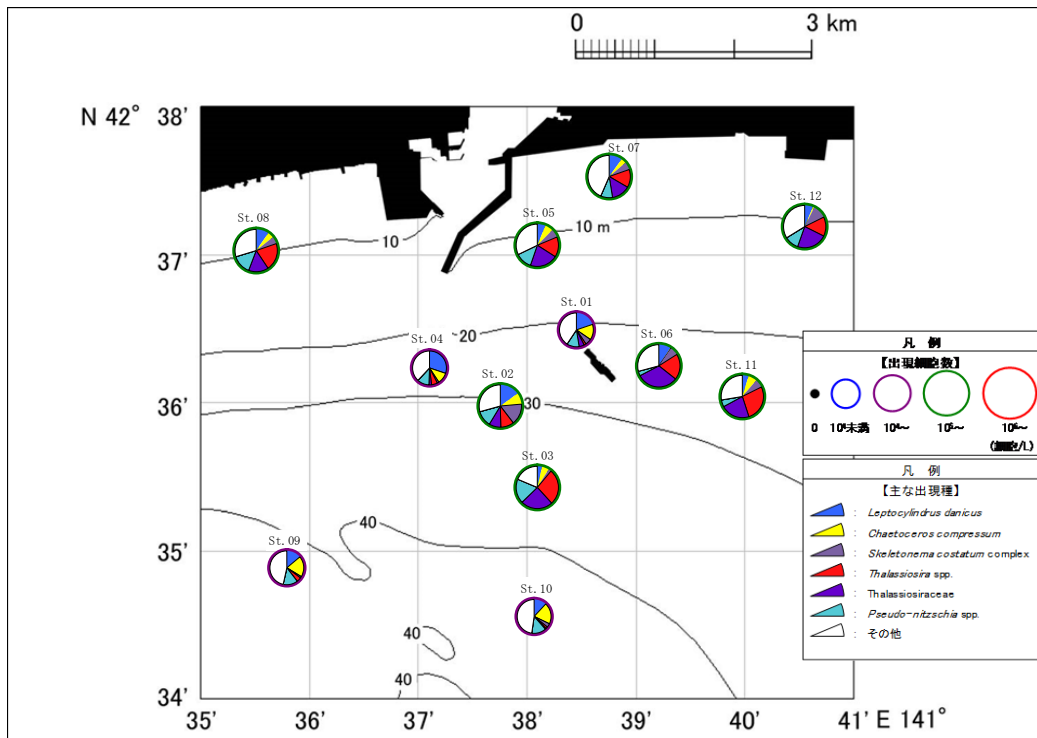 0 3 km
N 42° 38'
St.07
St.12
St.08
St.05
10 m
10
37'
St.01
20
St.04
St.06
St.11
St.02
36'
30
凡 例
【出現細胞数】
0 10⁴未満 10⁴~ 10⁵~ 10⁶~
(細胞/L)
St.03
凡 例
【主な出現種】
: Leptocylindrus danicus
: Chaetoceros compressum
: Skeletonema costatum complex
: Thalassiosira spp.
: Thalassiosiraceae
: Pseudo-nitzschia spp.
: その他
40
St.09
35'
St.10
40
40
34'
35' 36' 37' 38' 39' 40' 41' E 141°